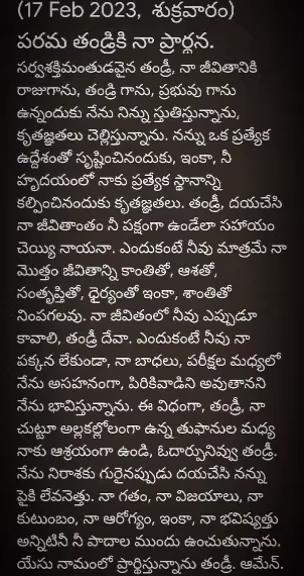 (17 Feb 2023, శుక్రవారం)
పరమ తండ్రికి నా ప్రార్థన.
సర్వశక్తిమంతుడవైన తండ్రీ, నా జీవితానికి
రాజుగాను, తండ్రి గాను, ప్రభువు గాను
ఉన్నందుకు నేను నిన్ను స్తుతిస్తున్నాను,
కృతజ్ఞతలు చెల్లిస్తున్నాను. నన్ను ఒక ప్రత్యేక
ఉద్దేశంతో సృష్టించినందుకు, ఇంకా, నీ
హృదయంలో నాకు ప్రత్యేక స్థానాన్ని
కల్పించినందుకు కృతజ్ఞతలు. తండ్రీ, దయచేసి
నా జీవితాంతం నీ పక్షంగా ఉండేలా సహాయం
చెయ్యి నాయనా. ఎందుకంటే నీవు మాత్రమే నా
మొత్తం జీవితాన్ని కాంతితో, ఆశతో,
సంతృప్తితో, ధైర్యంతో ఇంకా, శాంతితో
నింపగలవు. నా జీవితంలో నీవు ఎప్పుడూ
కావాలి, తండ్రీ దేవా. ఎందుకంటే నీవు నా
పక్కన లేకుండా, నా బాధలు, పరీక్షల మధ్యలో
నేను అసహనంగా, పిరికివాడిని అవుతానని
నేను భావిస్తున్నాను. ఈ విధంగా, తండ్రీ, నా
చుట్టూ అల్లకల్లోలంగా ఉన్న తుఫానుల మధ్య
నాకు ఆశ్రయంగా ఉండి, ఓదార్పునివ్వు తండ్రీ.
నేను నిరాశకు గురైనప్పుడు దయచేసి నన్ను
పైకి లేవనెత్తు. నా గతం, నా విజయాలు, నా
కుటుంబం, నా ఆరోగ్యం, ఇంకా, నా భవిష్యత్తు
అన్నిటినీ నీ పాదాల ముందు ఉంచుతున్నాను.
యేసు నామంలో ప్రార్థిస్తున్నాను తండ్రీ. ఆమేన్.